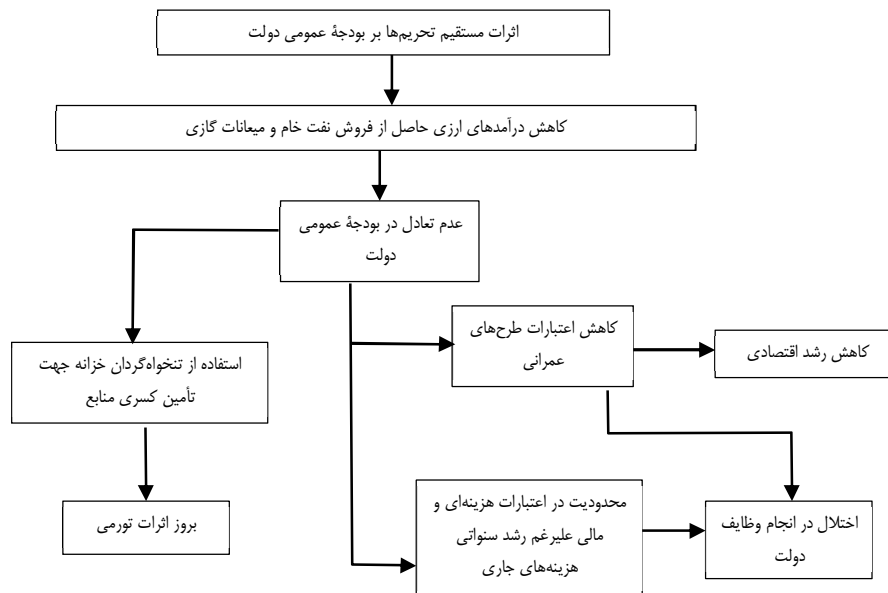 اثرات مستقیم تحریم‌ها بر بودجۀ عمومی دولت
کاهش درآمدهای ارزی حاصل از فروش نفت خام و میعانات گازی
عدم تعادل در بودجۀ عمومی
دولت
کاهش اعتبارات طرح‌های
عمرانی
کاهش رشد اقتصادی
استفاده از تنخواه‌گردان خزانه جهت
تأمین کسری منابع
محدودیت در اعتبارات هزینه‌ای و
مالی علیرغم رشد سنواتی
هزینه‌های جاری
اختلال در انجام وظایف
دولت
بروز اثرات تورمی